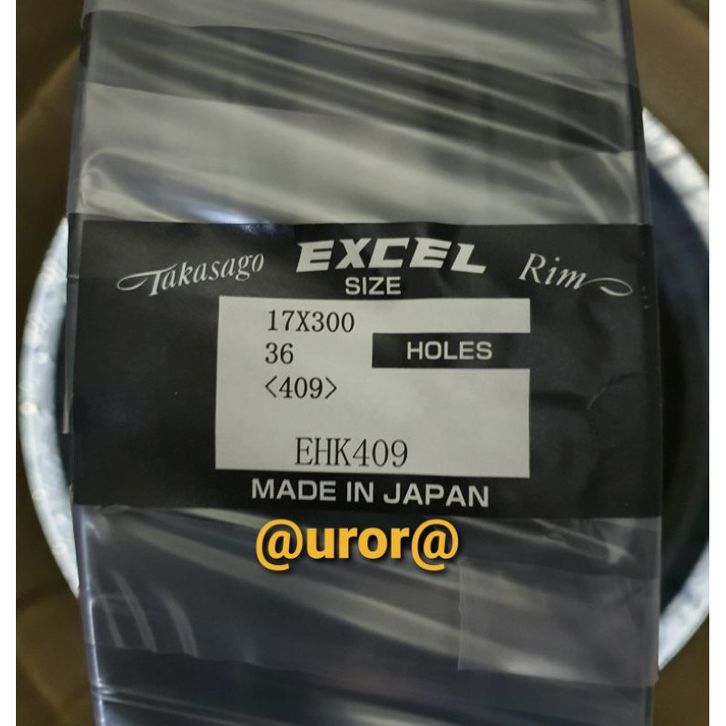 Takasago EXCEL Rim
SIZE
17X300
36 HOLES
<409>
EHK409
MADE IN JAPAN
@uror@